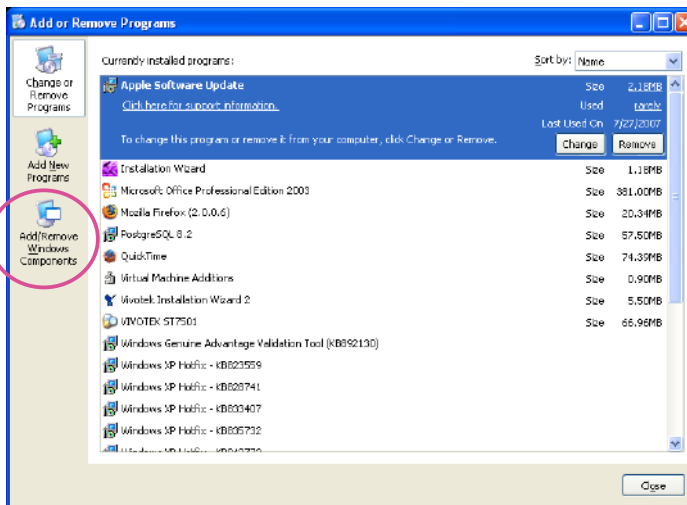 Add or Remove Programs
Change or
Remove
Programs
Add New
Programs
Add/Remove
Windows
Components
Currently installed programs:
Sort by: Name
Apple Software Update Size 2.18MB
Click here for support information. Used rarely
Last Used On 7/27/2007
To change this program or remove it from your computer, click Change or Remove. Change Remove
Installation Wizard Size 1.18MB
Microsoft Office Professional Edition 2003 Size 381.00MB
Mozilla Firefox (2.0.0.6) Size 20.34MB
PostgreSQL 8.2 Size 57.50MB
QuickTime Size 74.39MB
Virtual Machine Additions Size 0.90MB
Vivotek Installation Wizard 2 Size 5.50MB
VIVOTEK ST7501 Size 66.96MB
Windows Genuine Advantage Validation Tool (KB892130)
Windows XP Hotfix - KB823559
Windows XP Hotfix - KB828741
Windows XP Hotfix - KB833407
Windows XP Hotfix - KB835732
Windows XP Hotfix -
Close